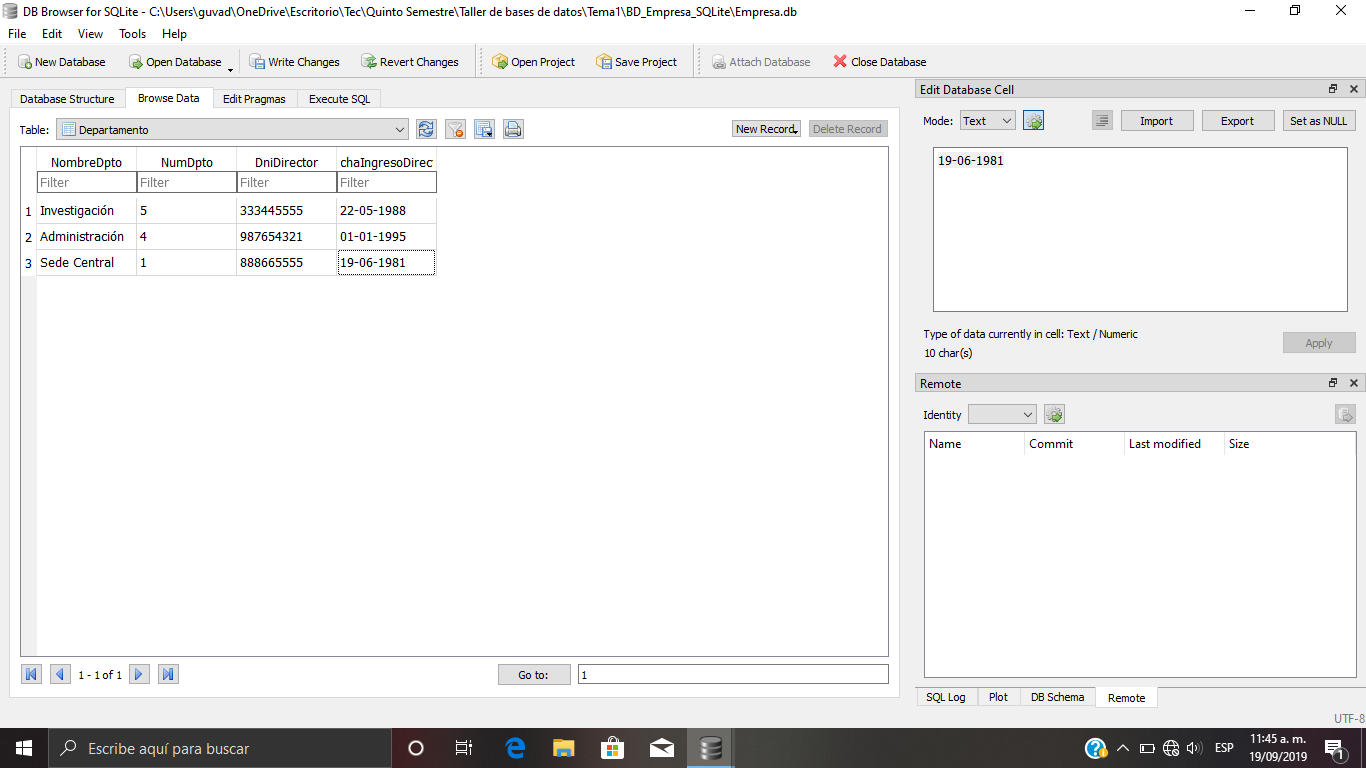 DB Browser for SQLite - C:\Users\guvad\OneDrive\Escritorio\Tec\Quinto Semestre\Taller de bases de datos\Tema1\BD_Empresa_SQLite\Empresa.db
File Edit View Tools Help
New Database Open Database Write Changes Revert Changes Open Project Save Project Attach Database Close Database
Database Structure Browse Data Edit Pragmas Execute SQL
Table: Departamento New Record Delete Record
NombreDpto NumDpto DniDirector chaIngresoDirec
Filter Filter Filter Filter
1 Investigación 5 333445555 22-05-1988
2 Administración 4 987654321 01-01-1995
3 Sede Central 1 888665555 19-06-1981
1 - 1 of 1 Go to: 1
Edit Database Cell
Mode: Text Import Export Set as NULL
19-06-1981
Type of data currently in cell: Text / Numeric
10 char(s)
Apply
Remote
Identity
Name Commit Last modified Size
SQL Log Plot DB Schema Remote
UTF-8
Escribe aquí para buscar
ESP
11:45 a. m.
19/09/2019
1